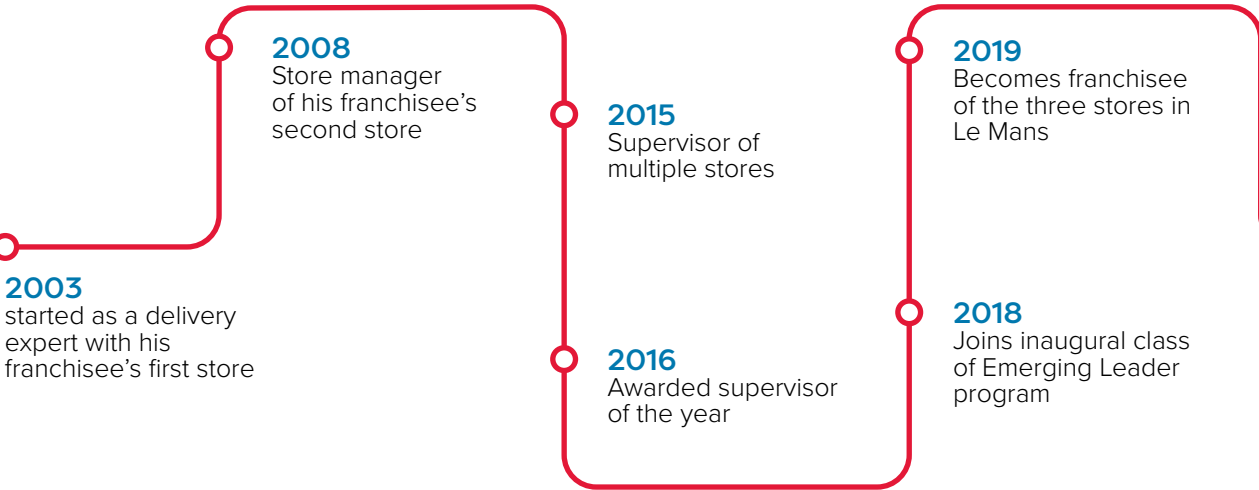 2003
started as a delivery
expert with his
franchisee’s first store
2008
Store manager
of his franchisee’s
second store
2015
Supervisor of
multiple stores
2016
Awarded supervisor
of the year
2018
Joins inaugural class
of Emerging Leader
program
2019
Becomes franchisee
of the three stores in
Le Mans